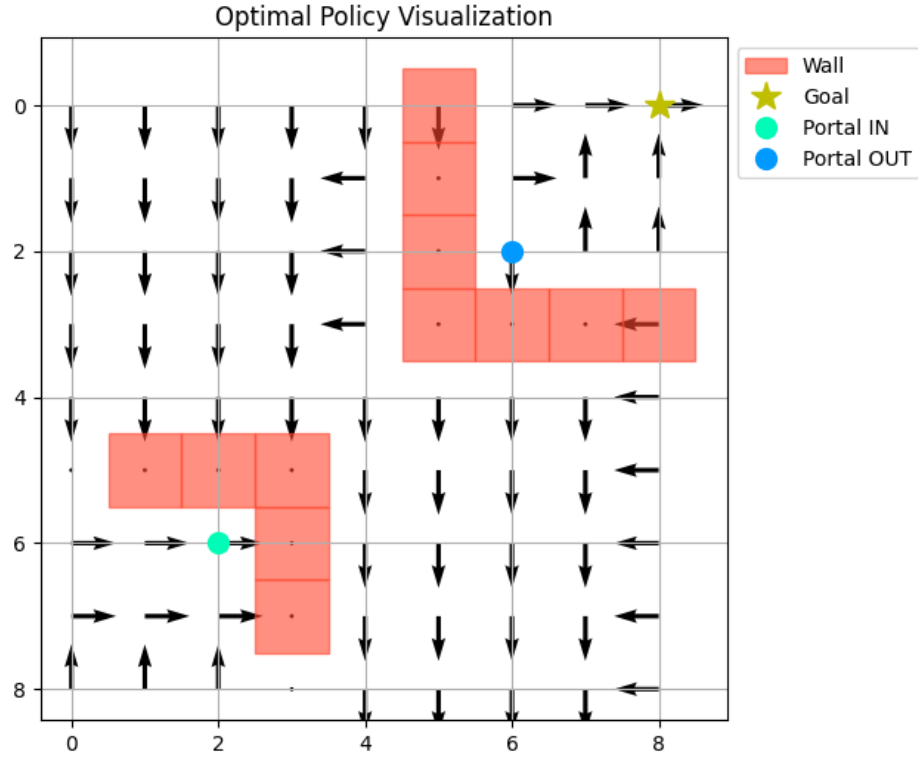 Optimal Policy Visualization
Wall
Goal
Portal IN
Portal OUT
0
2
4
6
8
0 2 4 6 8